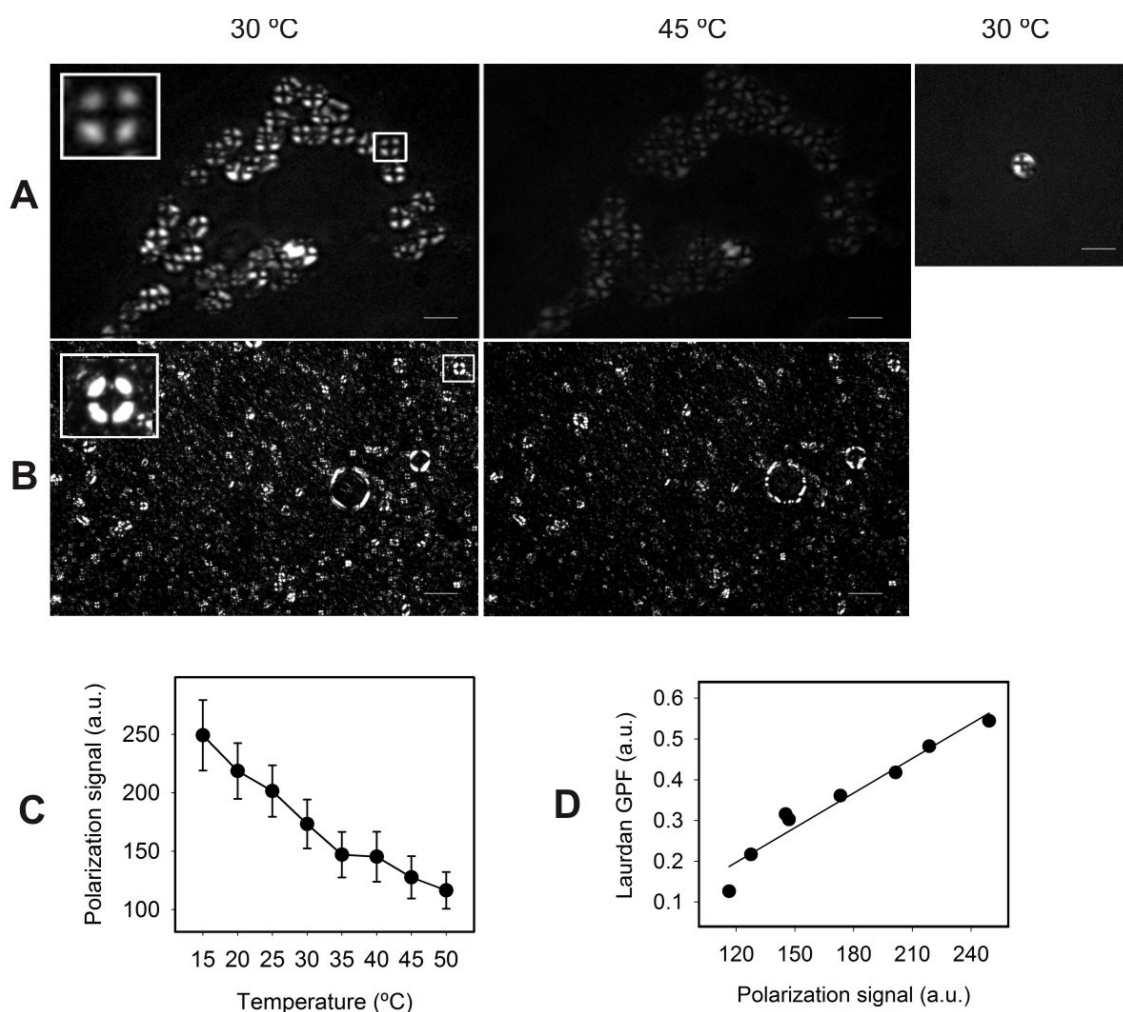 30 ºC 45 ºC 30 ºC
A
B
C
Polarization signal (a.u.)
250
200
150
100
15 20 25 30 35 40 45 50
Temperature (ºC)
D
Laurdan GPF (a.u.)
0.6
0.5
0.4
0.3
0.2
0.1
120 150 180 210 240
Polarization signal (a.u.)